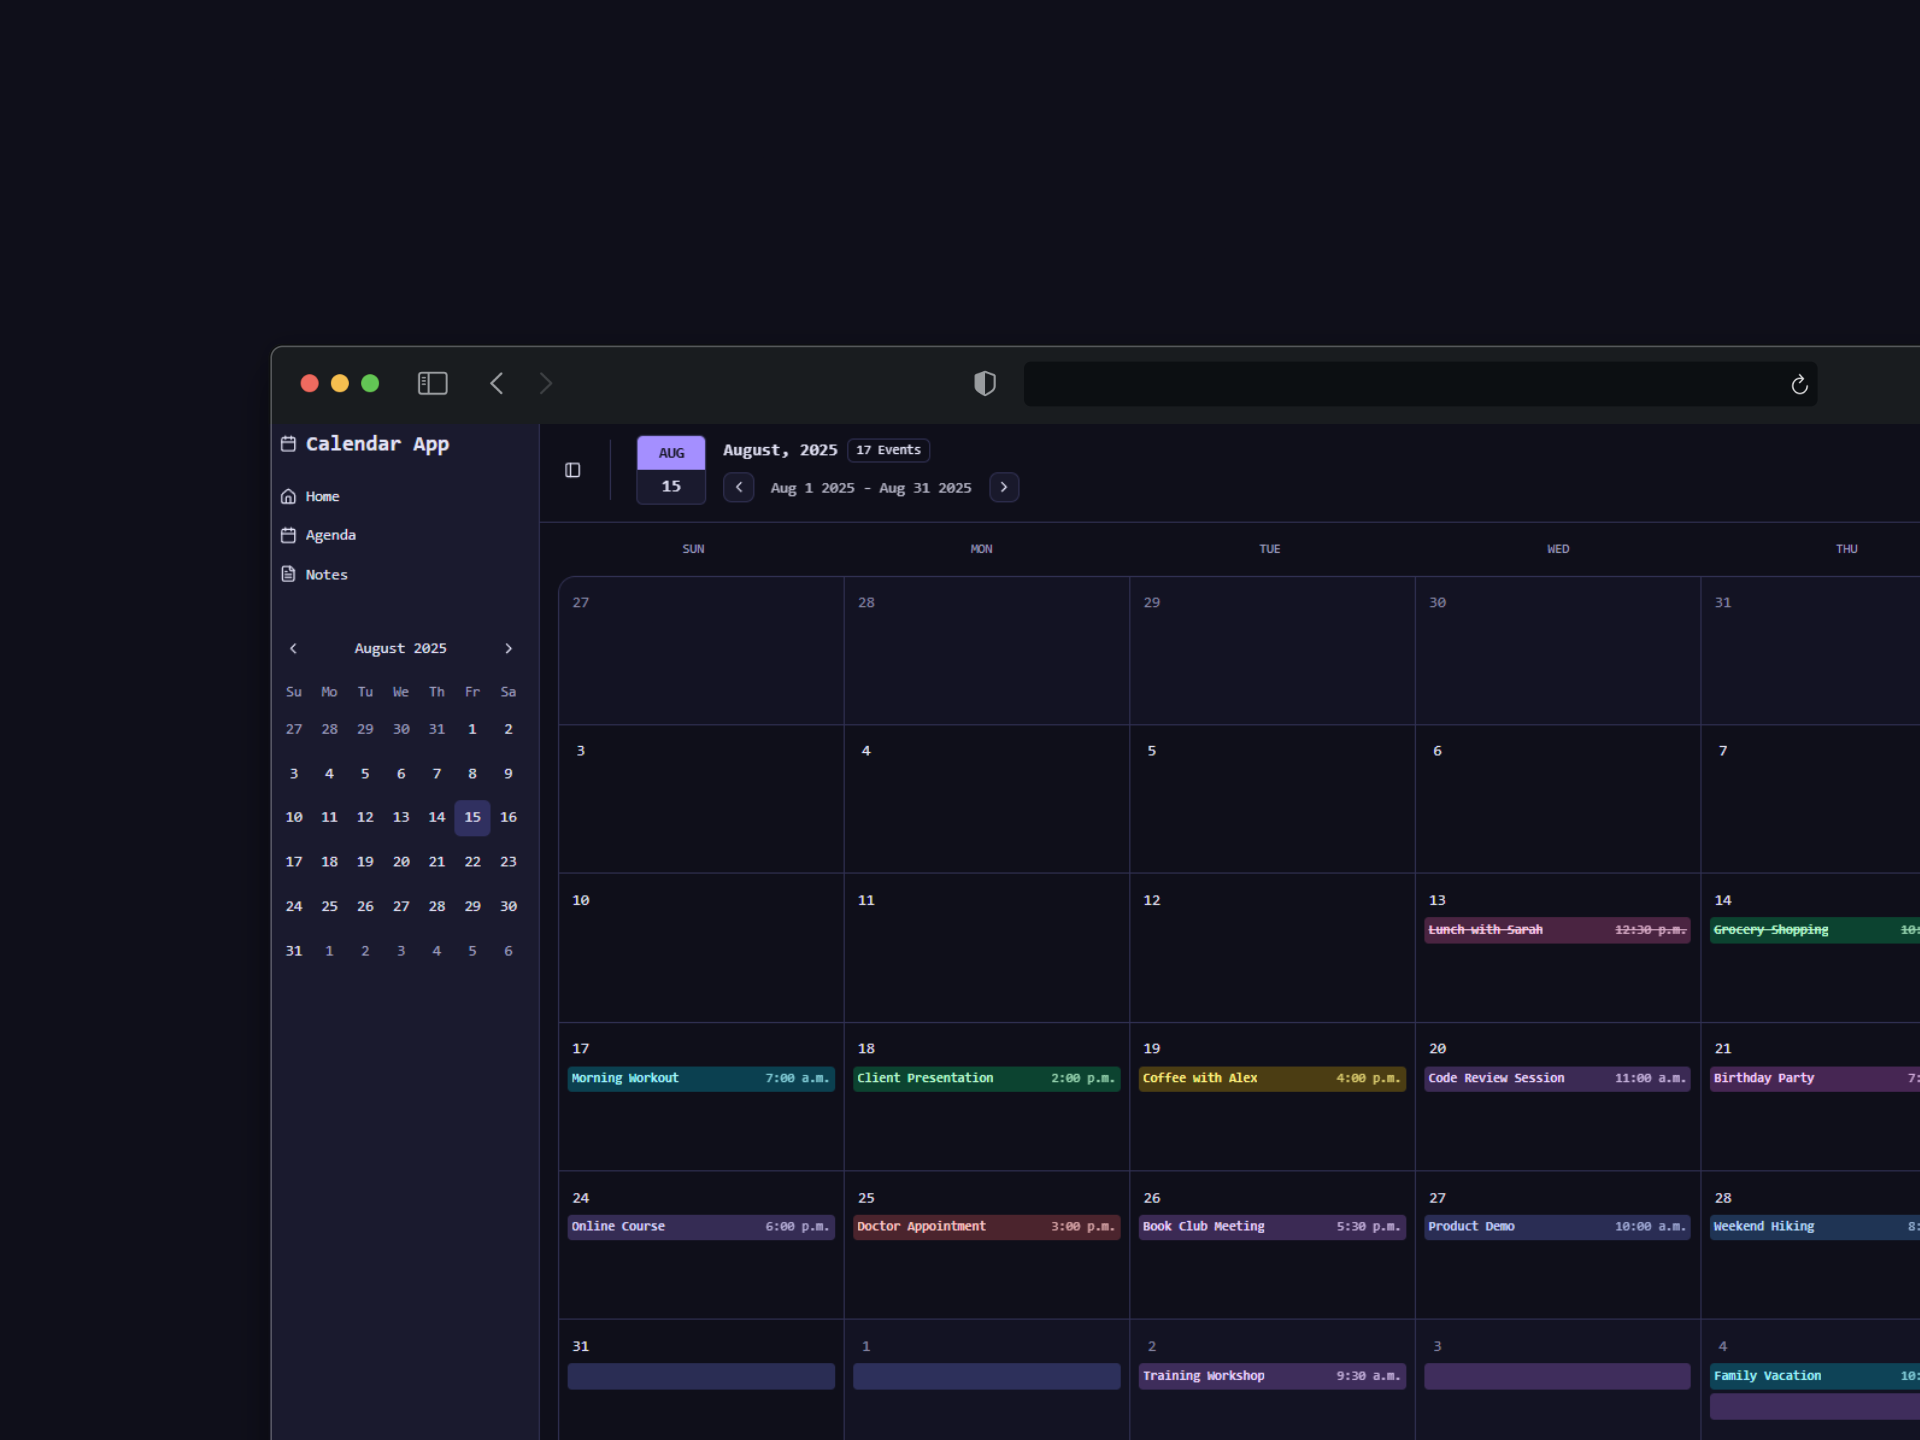 Calendar App
Home
Agenda
Notes
August 2025
Su Mo Tu We Th Fr Sa
27 28 29 30 31 1 2
3 4 5 6 7 8 9
10 11 12 13 14 15 16
17 18 19 20 21 22 23
24 25 26 27 28 29 30
31 1 2 3 4 5 6
AUG
15
August, 2025 17 Events
Aug 1 2025 - Aug 31 2025
SUN MON TUE WED THU
27 28 29 30 31
3 4 5 6 7
10 11 12 13 14
Lunch with Sarah 12:30 p.m. Grocery Shopping 10:
17 18 19 20 21
Morning Workout 7:00 a.m. Client Presentation 2:00 p.m. Coffee with Alex 4:00 p.m. Code Review Session 11:00 a.m. Birthday Party 7:
24 25 26 27 28
Online Course 6:00 p.m. Doctor Appointment 3:00 p.m. Book Club Meeting 5:30 p.m. Product Demo 10:00 a.m. Weekend Hiking 8:
31 1 2 3 4
Training Workshop 9:30 a.m. Family Vacation 10: